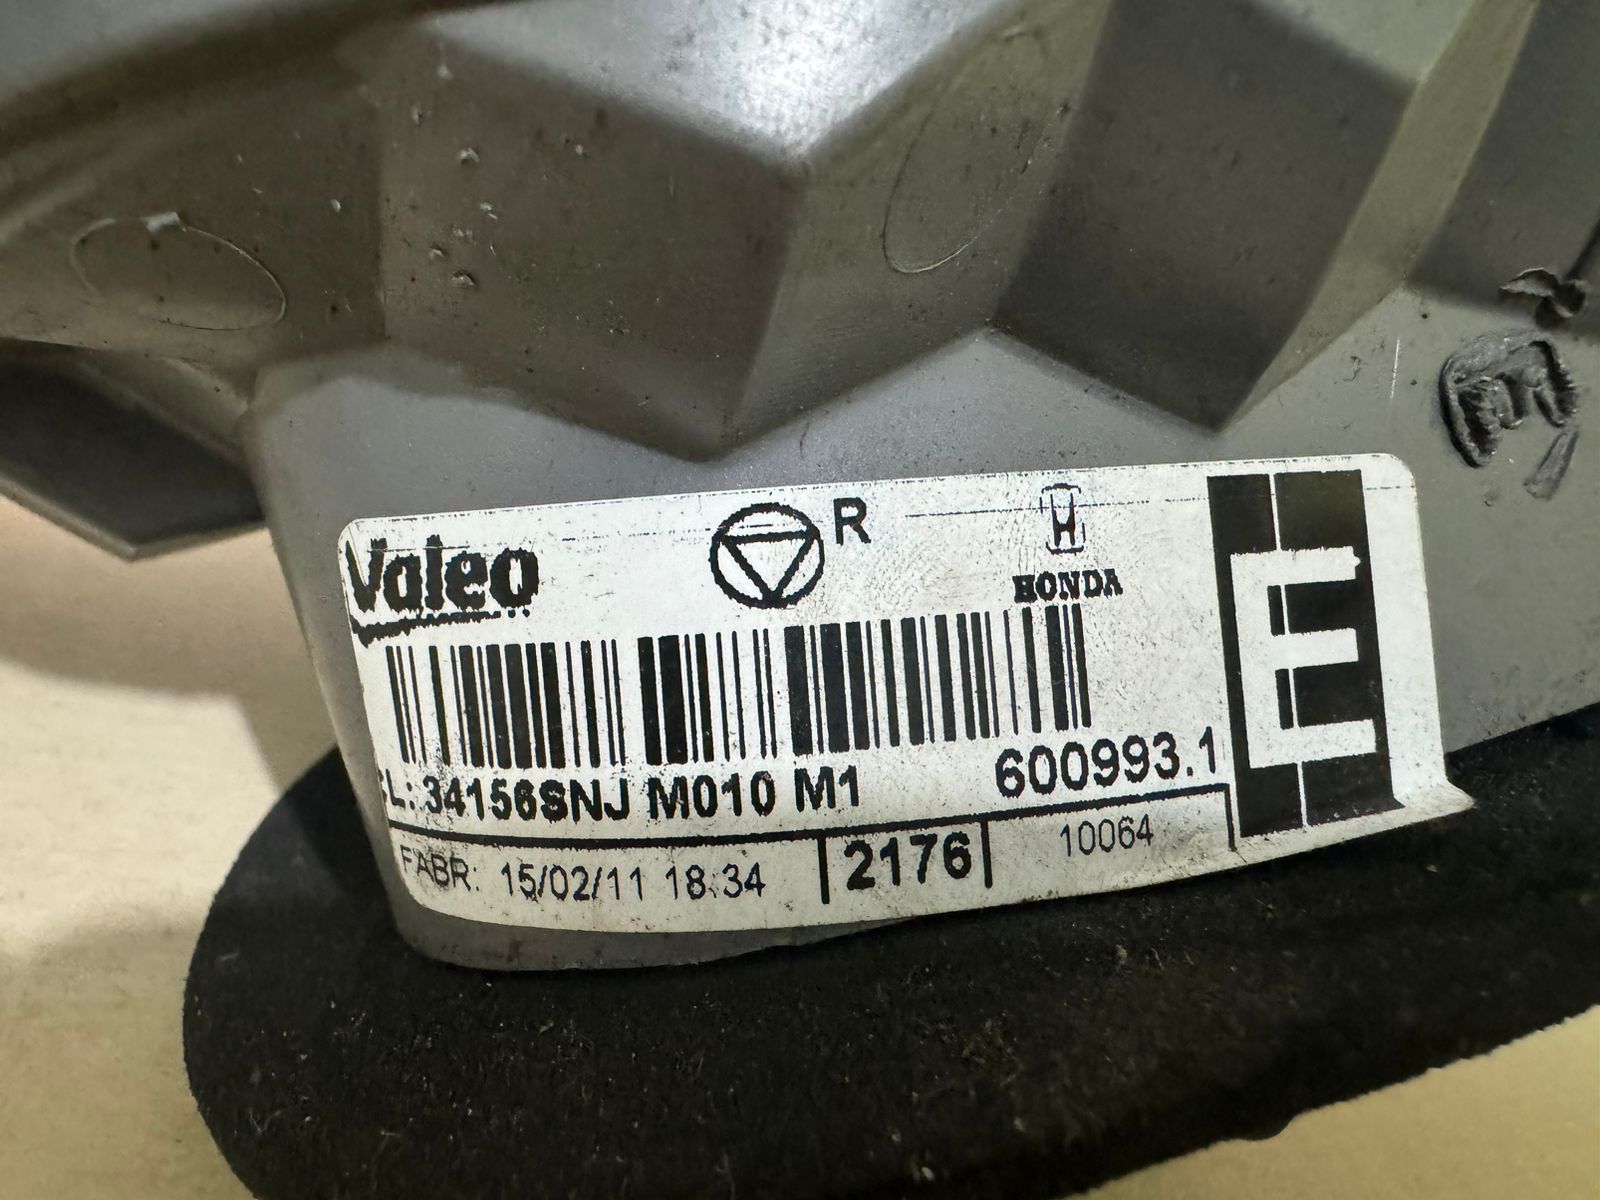 Valeo
R
HONDA
E
L: 34156SNJ M010 M1
600993.1
FABR: 15/02/11 18:34
2176
10064